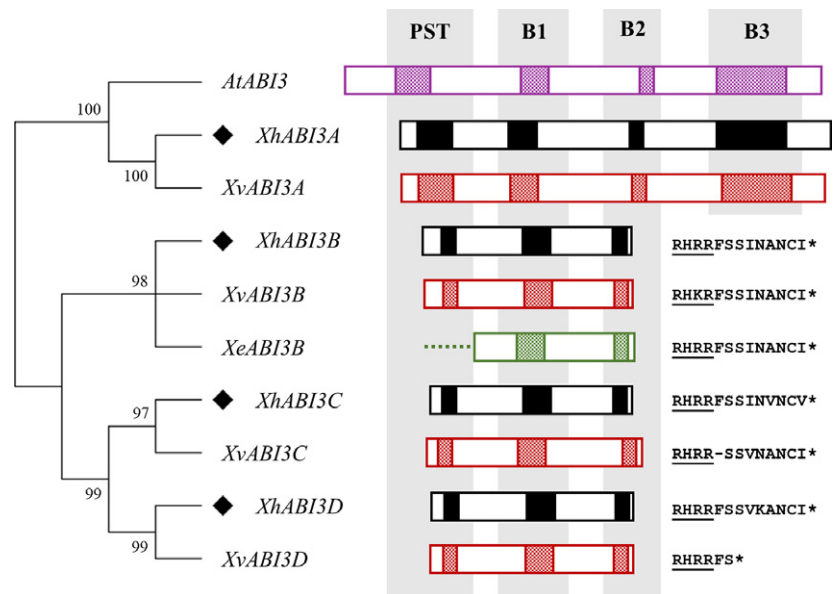 PST B1 B2 B3
AtABI3
100
XhABI3A
100
XvABI3A
XhABI3B RHRRFSSINANCI*
98
XvABI3B RHKRFSSINANCI*
XeABI3B RHRRFSSINANCI*
XhABI3C RHRRFSSINVNCV*
97
XvABI3C RHRR-SSVNANCI*
99
XhABI3D RHRRFSSVKANCI*
99
XvABI3D RHRRFS*